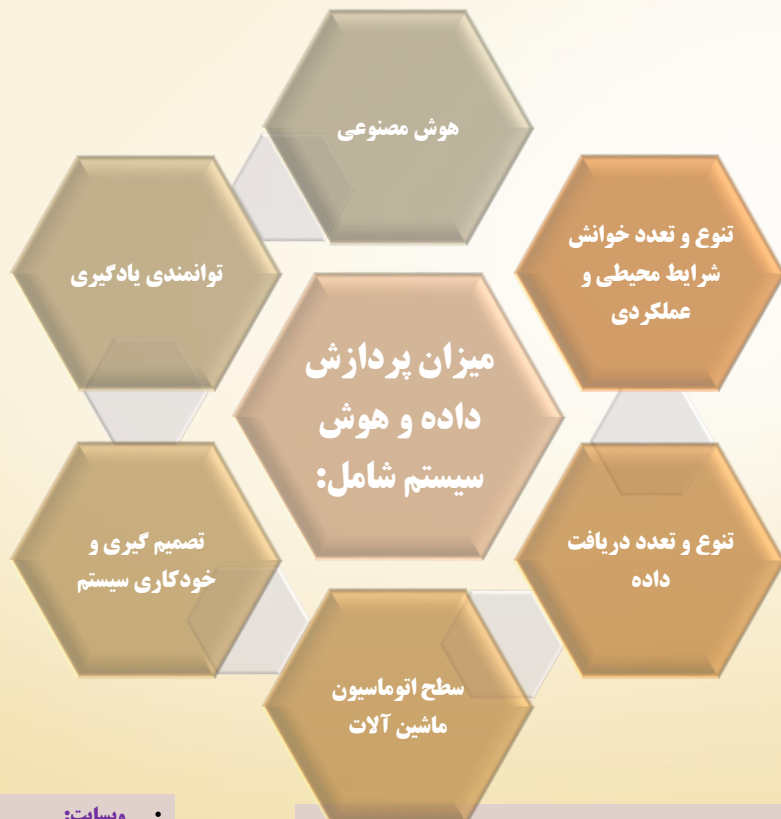 هوش مصنوعی
تنوع و تعدد خوانش
شرایط محیطی و
عملکردی
توانمندی یادگیری
میزان پردازش
داده و هوش
سیستم شامل:
تنوع و تعدد دریافت
داده
تصمیم گیری و
خودکاری سیستم
سطح اتوماسیون
ماشین آلات
• وبسایت: